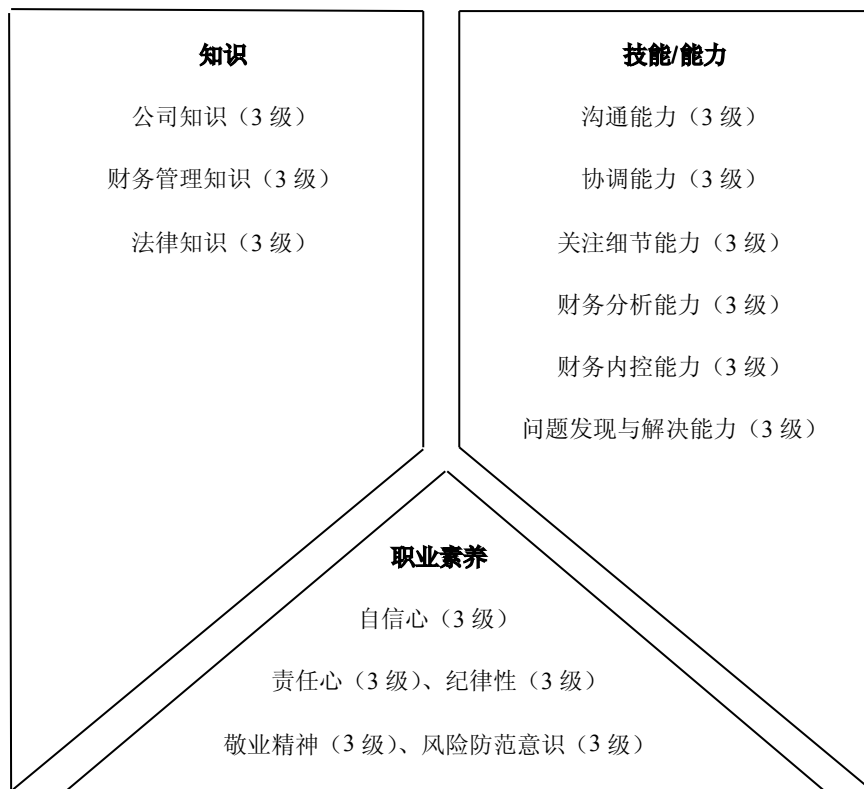 知识
公司知识（3 级）
财务管理知识（3 级）
法律知识（3 级）
技能/能力
沟通能力（3 级）
协调能力（3 级）
关注细节能力（3 级）
财务分析能力（3 级）
财务内控能力（3 级）
问题发现与解决能力（3 级）
职业素养
自信心（3 级）
责任心（3 级）、纪律性（3 级）
敬业精神（3 级）、风险防范意识（3 级）